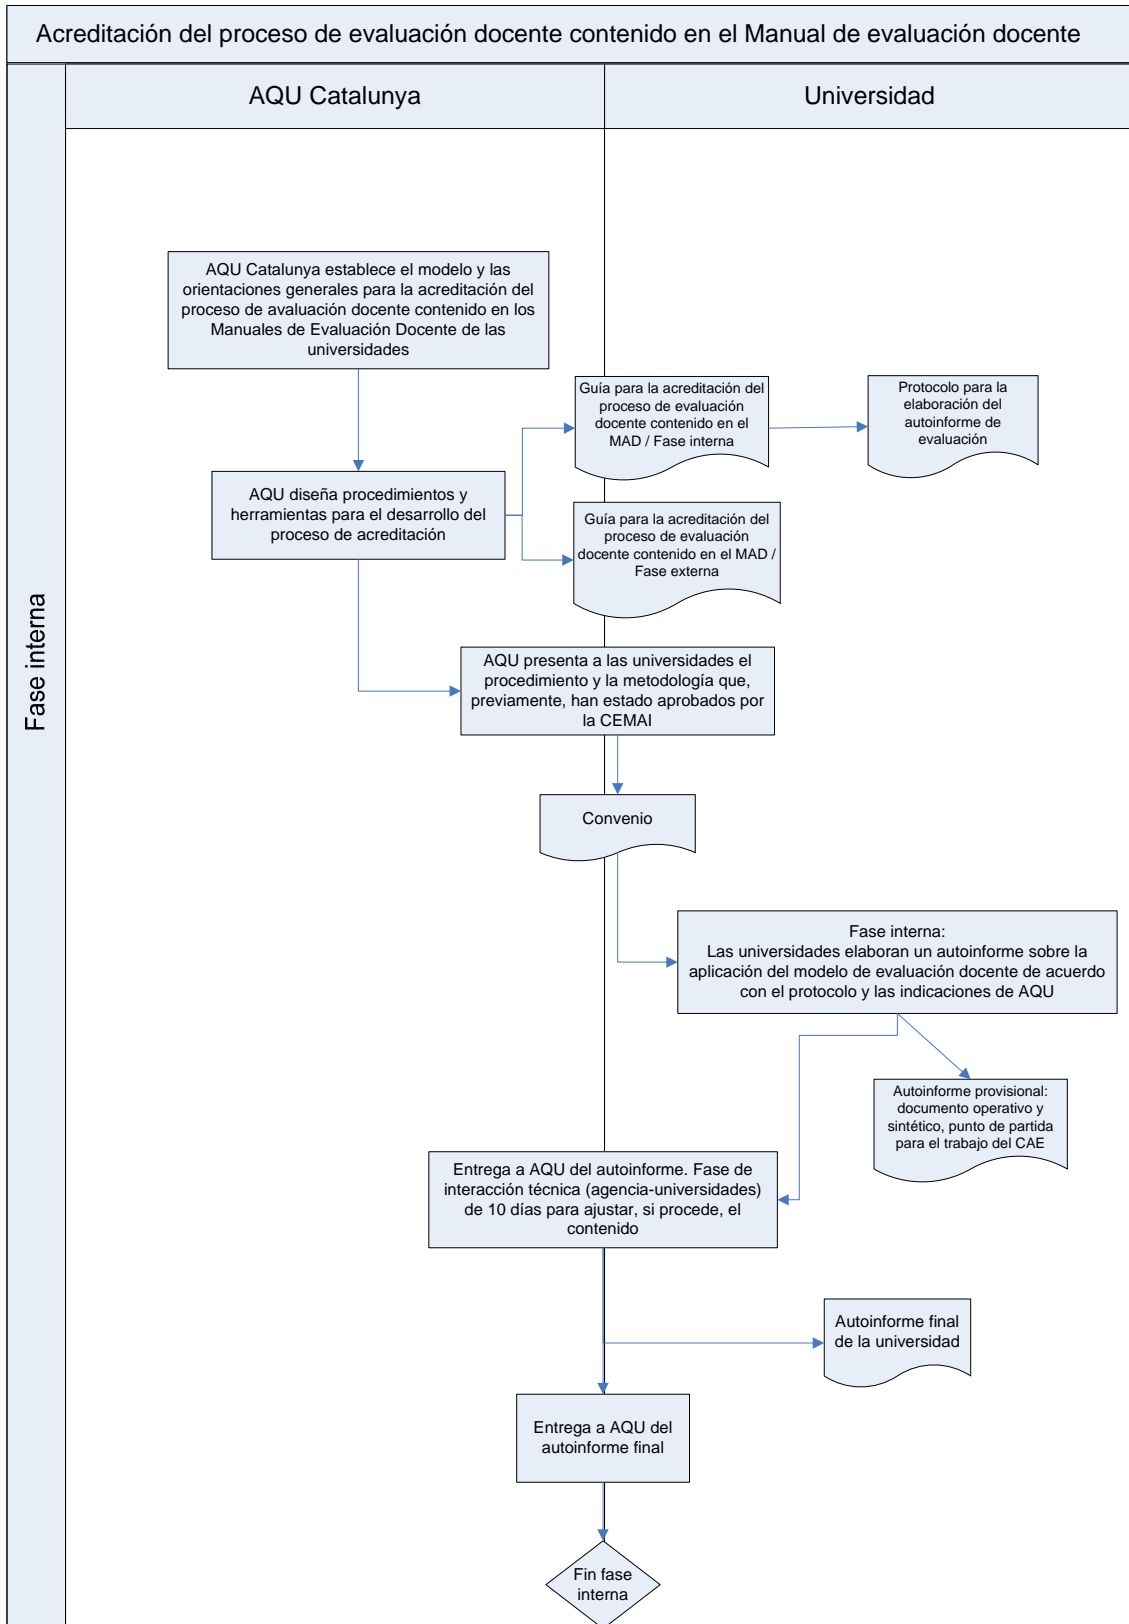 Acreditación del proceso de evaluación docente contenido en el Manual de evaluación docente
AQU Catalunya
Universidad
Fase interna
AQU Catalunya establece el modelo y las
orientaciones generales para la acreditación del
proceso de avaluación docente contenido en los
Manuales de Evaluación Docente de las
universidades
Guía para la acreditación del
proceso de evaluación
docente contenido en el
MAD / Fase interna
Protocolo para la
elaboración del
autoinforme de
evaluación
AQU diseña procedimientos y
herramientas para el desarrollo del
proceso de acreditación
Guía para la acreditación del
proceso de evaluación
docente contenido en el MAD /
Fase externa
AQU presenta a las universidades el
procedimiento y la metodología que,
previamente, han estado aprobados por
la CEMAI
Convenio
Fase interna:
Las universidades elaboran un autoinforme sobre la
aplicación del modelo de evaluación docente de acuerdo
con el protocolo y las indicaciones de AQU
Autoinforme provisional:
documento operativo y
sintético, punto de partida
para el trabajo del CAE
Entrega a AQU del autoinforme. Fase de
interacción técnica (agencia-universidades)
de 10 días para ajustar, si procede, el
contenido
Autoinforme final
de la universidad
Entrega a AQU del
autoinforme final
Fin fase
interna